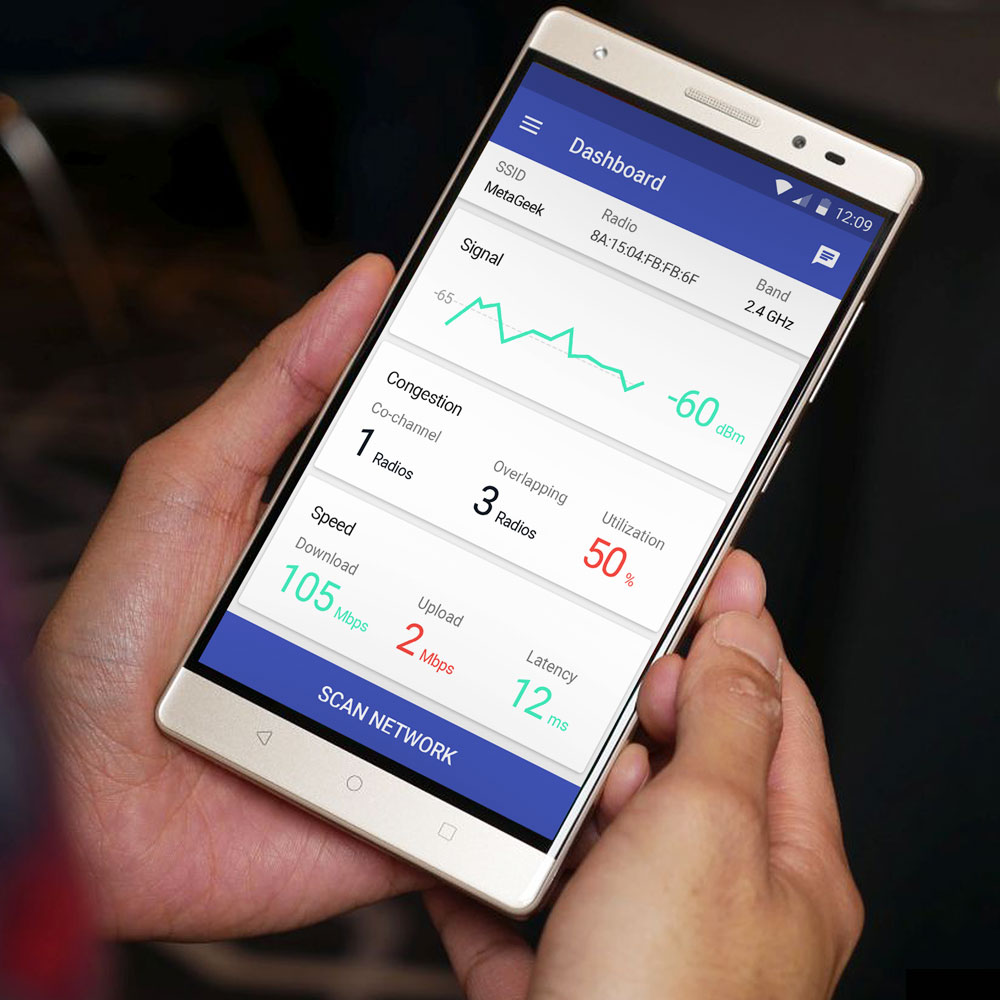 12:09
Dashboard
SSID
MetaGeek
Radio
8A:15:04:FB:FB:6F
Band
2.4 GHz
Signal
-65
-60 dBm
Congestion
Co-channel
1 Radios
Overlapping
3 Radios
Utilization
50 %
Speed
Download
105 Mbps
Upload
2 Mbps
Latency
12 ms
SCAN NETWORK